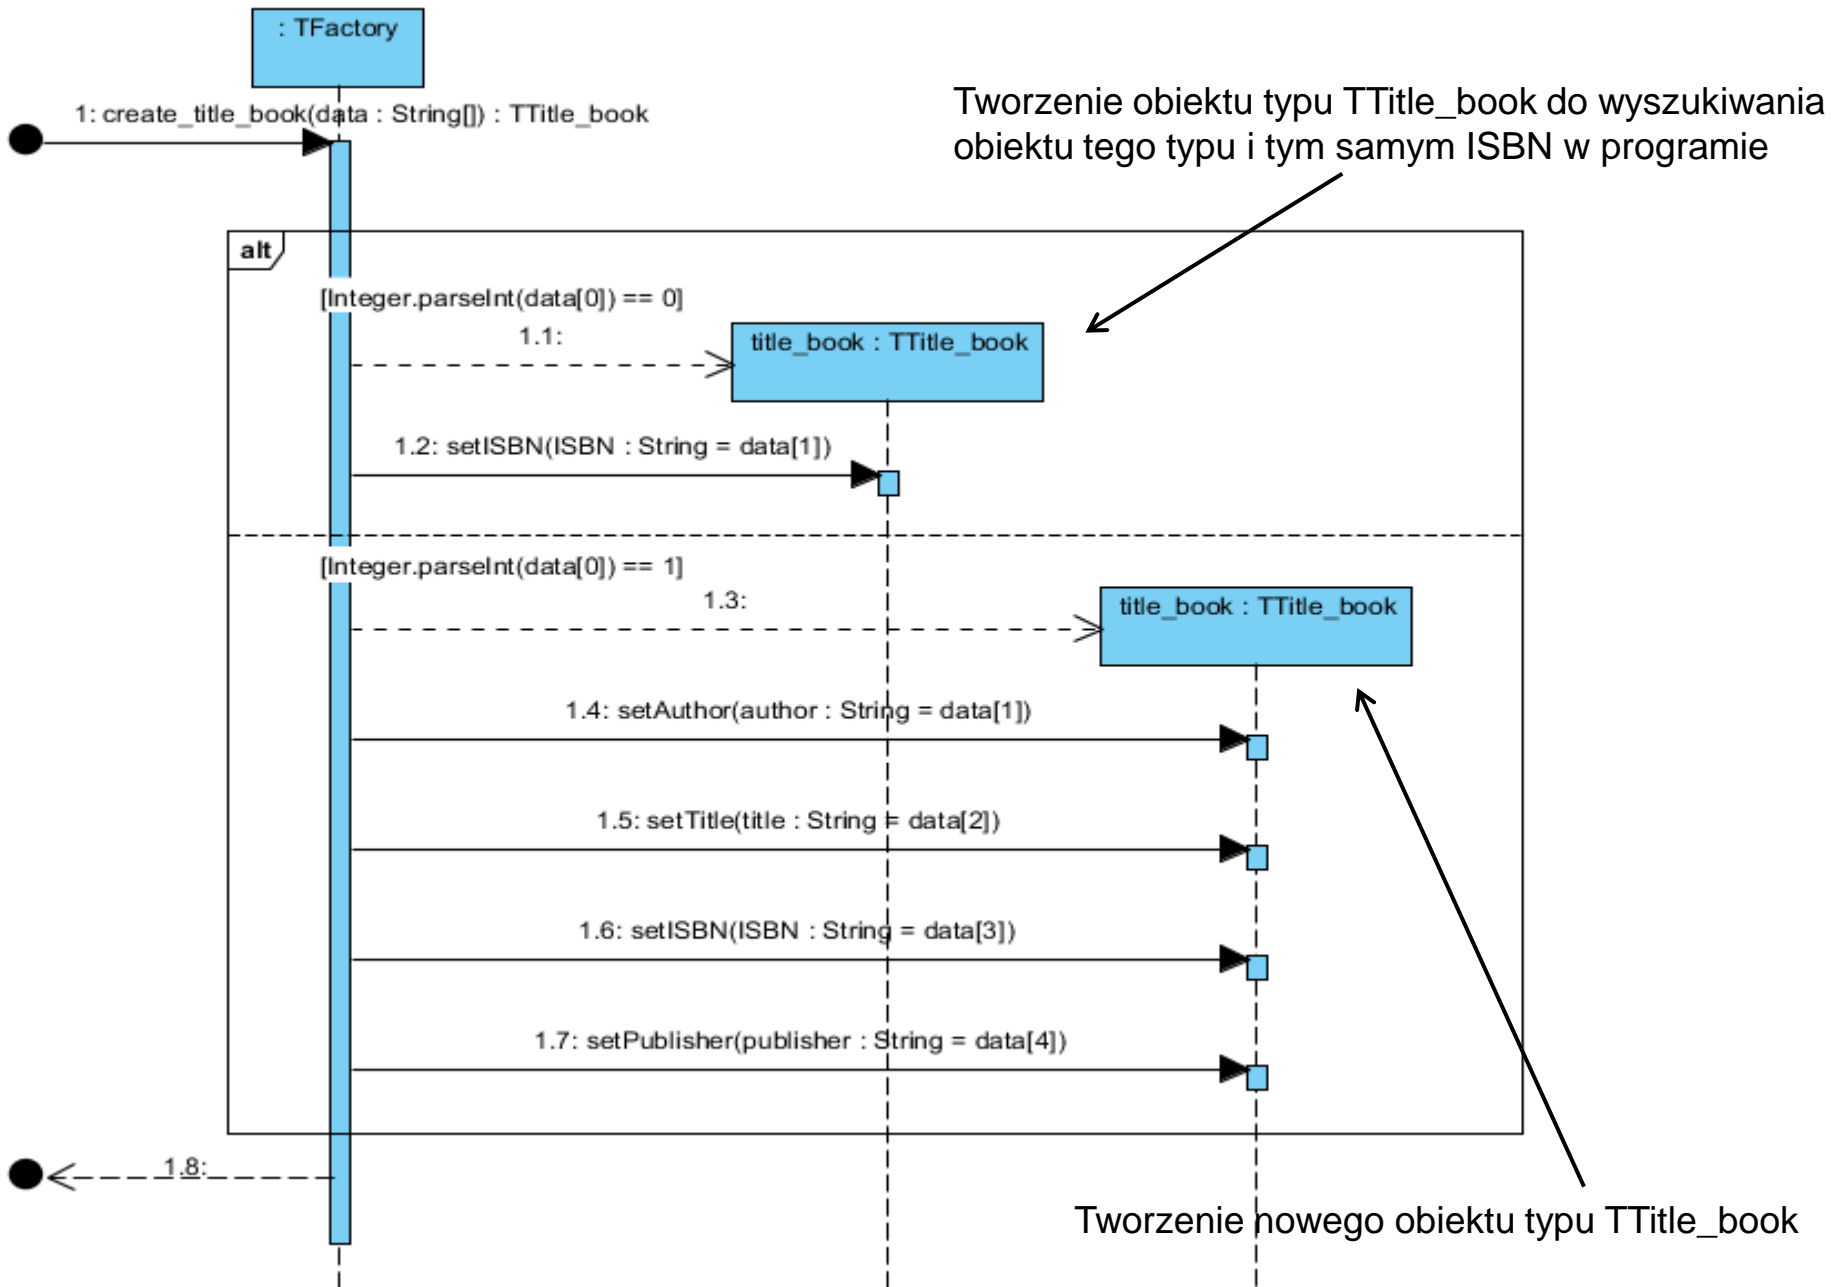 : TFactory
1: create_title_book(data : String[]) : TTitle_book
Tworzenie obiektu typu TTitle_book do wyszukiwania
obiektu tego typu i tym samym ISBN w programie
alt
[Integer.parseInt(data[0]) == 0]
1.1:
title_book : TTitle_book
1.2: setISBN(ISBN : String = data[1])
[Integer.parseInt(data[0]) == 1]
1.3:
title_book : TTitle_book
1.4: setAuthor(author : String = data[1])
1.5: setTitle(title : String = data[2])
1.6: setISBN(ISBN : String = data[3])
1.7: setPublisher(publisher : String = data[4])
1.8:
Tworzenie nowego obiektu typu TTitle_book